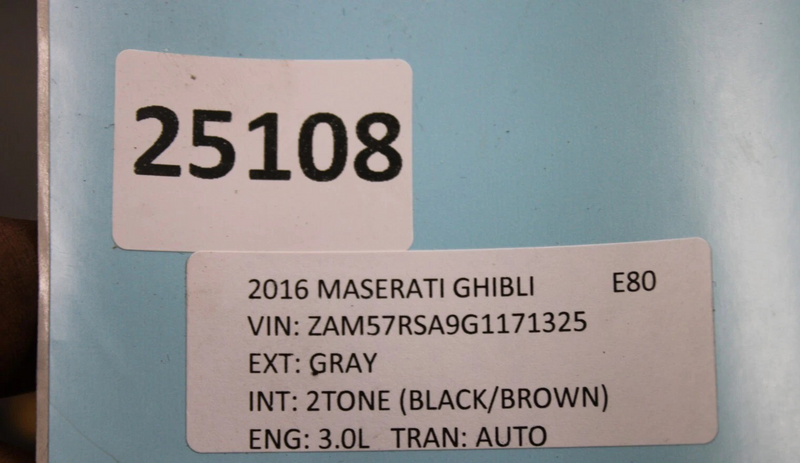 25108
2016 MASERATI GHIBLI E80
VIN: ZAM57RSA9G1171325
EXT: GRAY
INT: 2TONE (BLACK/BROWN)
ENG: 3.0L TRAN: AUTO